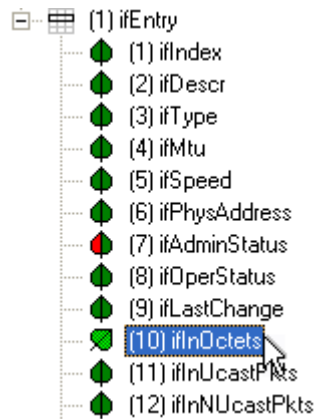 (1) ifEntry
(1) ifIndex
(2) ifDescr
(3) ifType
(4) ifMtu
(5) ifSpeed
(6) ifPhysAddress
(7) ifAdminStatus
(8) ifOperStatus
(9) ifLastChange
(10) ifInOctets
(11) ifInUcastPkts
(12) ifInNUcastPkts